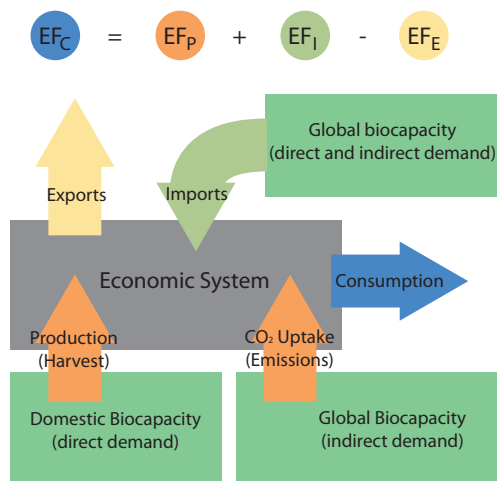 EFC = EFP + EFI - EFE
Global biocapacity
(direct and indirect demand)
Exports
Imports
Economic System
Consumption
Production
(Harvest)
CO₂ Uptake
(Emissions)
Domestic Biocapacity
(direct demand)
Global Biocapacity
(indirect demand)